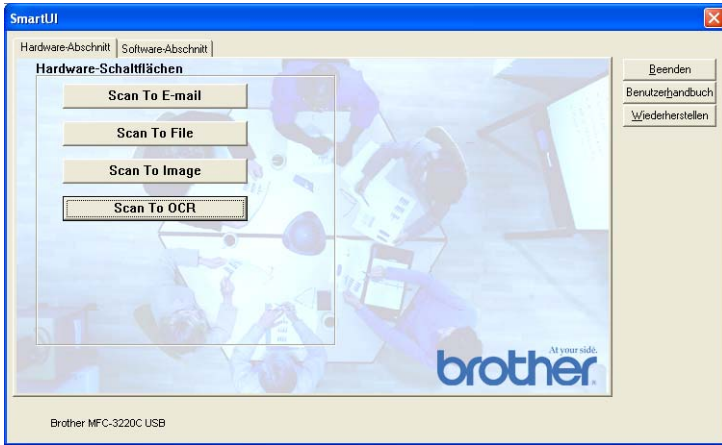 SmartUI
Hardware-Abschnitt Software-Abschnitt
Hardware-Schaltflächen
Scan To E-mail
Scan To File
Scan To Image
Scan To OCR
Beenden
Benutzerhandbuch
Wiederherstellen
At your side.
brother
Brother MFC-3220C USB